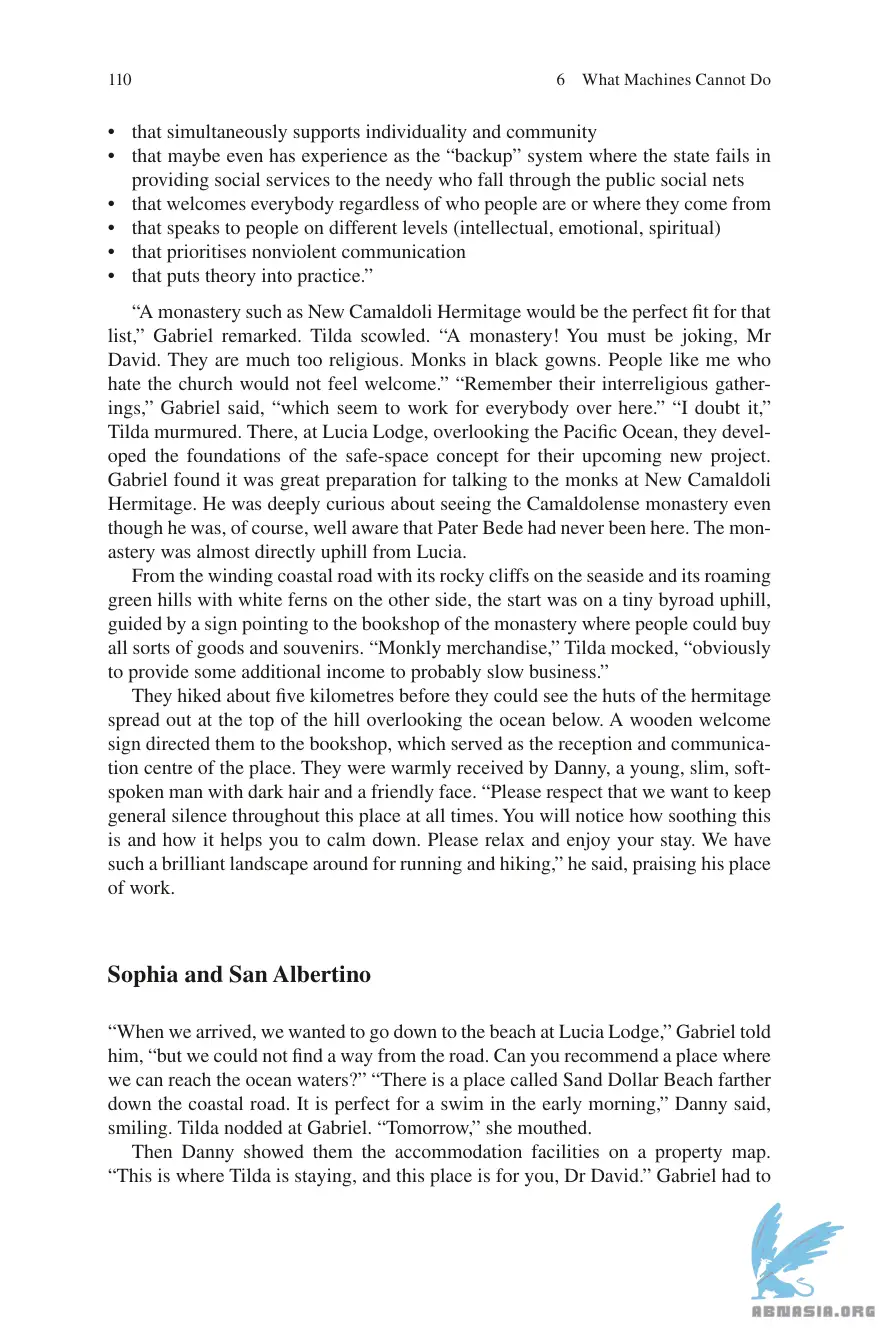 110
6 What Machines Cannot Do
• that simultaneously supports individuality and community
• that maybe even has experience as the “backup” system where the state fails in
providing social services to the needy who fall through the public social nets
• that welcomes everybody regardless of who people are or where they come from
• that speaks to people on different levels (intellectual, emotional, spiritual)
• that prioritises nonviolent communication
• that puts theory into practice.”
“A monastery such as New Camaldoli Hermitage would be the perfect fit for that
list,” Gabriel remarked. Tilda scowled. “A monastery! You must be joking, Mr
David. They are much too religious. Monks in black gowns. People like me who
hate the church would not feel welcome.” “Remember their interreligious gather-
ings,” Gabriel said, “which seem to work for everybody over here.” “I doubt it,”
Tilda murmured. There, at Lucia Lodge, overlooking the Pacific Ocean, they devel-
oped the foundations of the safe-space concept for their upcoming new project.
Gabriel found it was great preparation for talking to the monks at New Camaldoli
Hermitage. He was deeply curious about seeing the Camaldolense monastery even
though he was, of course, well aware that Pater Bede had never been here. The mon-
astery was almost directly uphill from Lucia.
From the winding coastal road with its rocky cliffs on the seaside and its roaming
green hills with white ferns on the other side, the start was on a tiny byroad uphill,
guided by a sign pointing to the bookshop of the monastery where people could buy
all sorts of goods and souvenirs. “Monkly merchandise,” Tilda mocked, “obviously
to provide some additional income to probably slow business.”
They hiked about five kilometres before they could see the huts of the hermitage
spread out at the top of the hill overlooking the ocean below. A wooden welcome
sign directed them to the bookshop, which served as the reception and communica-
tion centre of the place. They were warmly received by Danny, a young, slim, soft-
spoken man with dark hair and a friendly face. “Please respect that we want to keep
general silence throughout this place at all times. You will notice how soothing this
is and how it helps you to calm down. Please relax and enjoy your stay. We have
such a brilliant landscape around for running and hiking,” he said, praising his place
of work.
Sophia and San Albertino
“When we arrived, we wanted to go down to the beach at Lucia Lodge,” Gabriel told
him, “but we could not find a way from the road. Can you recommend a place where
we can reach the ocean waters?” “There is a place called Sand Dollar Beach farther
down the coastal road. It is perfect for a swim in the early morning,” Danny said,
smiling. Tilda nodded at Gabriel. “Tomorrow,” she mouthed.
Then Danny showed them the accommodation facilities on a property map.
“This is where Tilda is staying, and this place is for you, Dr David.” Gabriel had to
ABNASIA.ORG